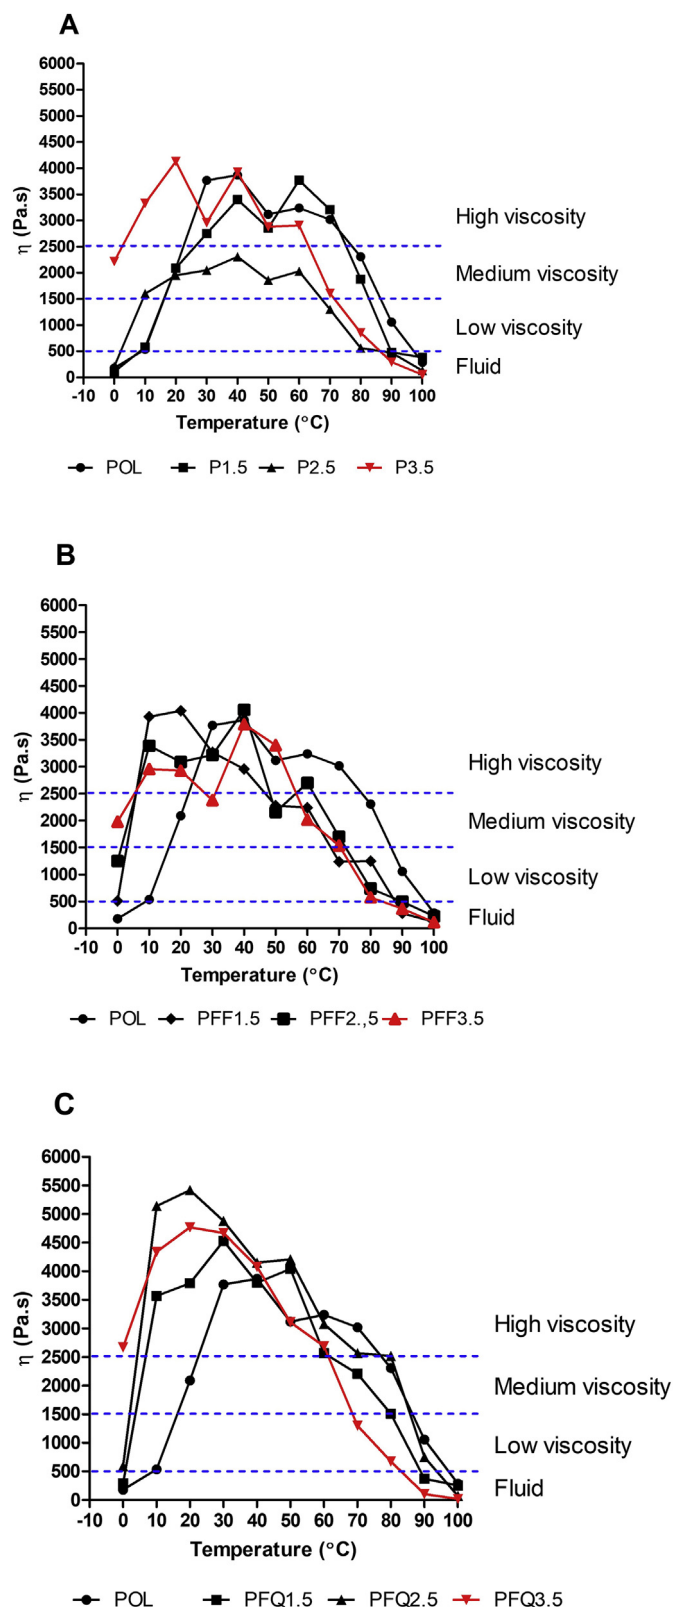 A
6000
5500
5000
4500
4000
3500
3000
2500
2000
1500
1000
500
0
η (Pa.s)
High viscosity
Medium viscosity
Low viscosity
Fluid
-10 0 10 20 30 40 50 60 70 80 90 100
Temperature (°C)
POL P1.5 P2.5 P3.5
B
6000
5500
5000
4500
4000
3500
3000
2500
2000
1500
1000
500
0
η (Pa.s)
High viscosity
Medium viscosity
Low viscosity
Fluid
-10 0 10 20 30 40 50 60 70 80 90 100
Temperature (°C)
POL PFF1.5 PFF2.,5 PFF3.5
C
6000
5500
5000
4500
4000
3500
3000
2500
2000
1500
1000
500
0
η (Pa.s)
High viscosity
Medium viscosity
Low viscosity
Fluid
-10 0 10 20 30 40 50 60 70 80 90 100
Temperature (°C)
POL PFQ1.5 PFQ2.5 PFQ3.5